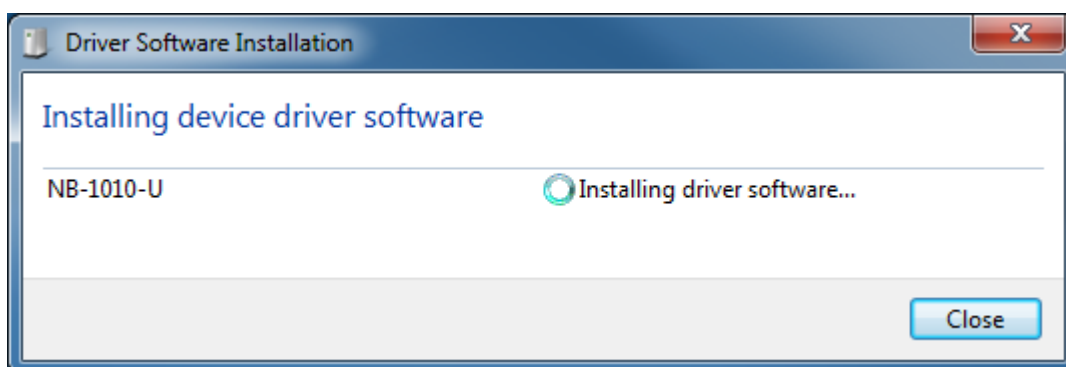 Driver Software Installation
Installing device driver software
NB-1010-U Installing driver software...
Close